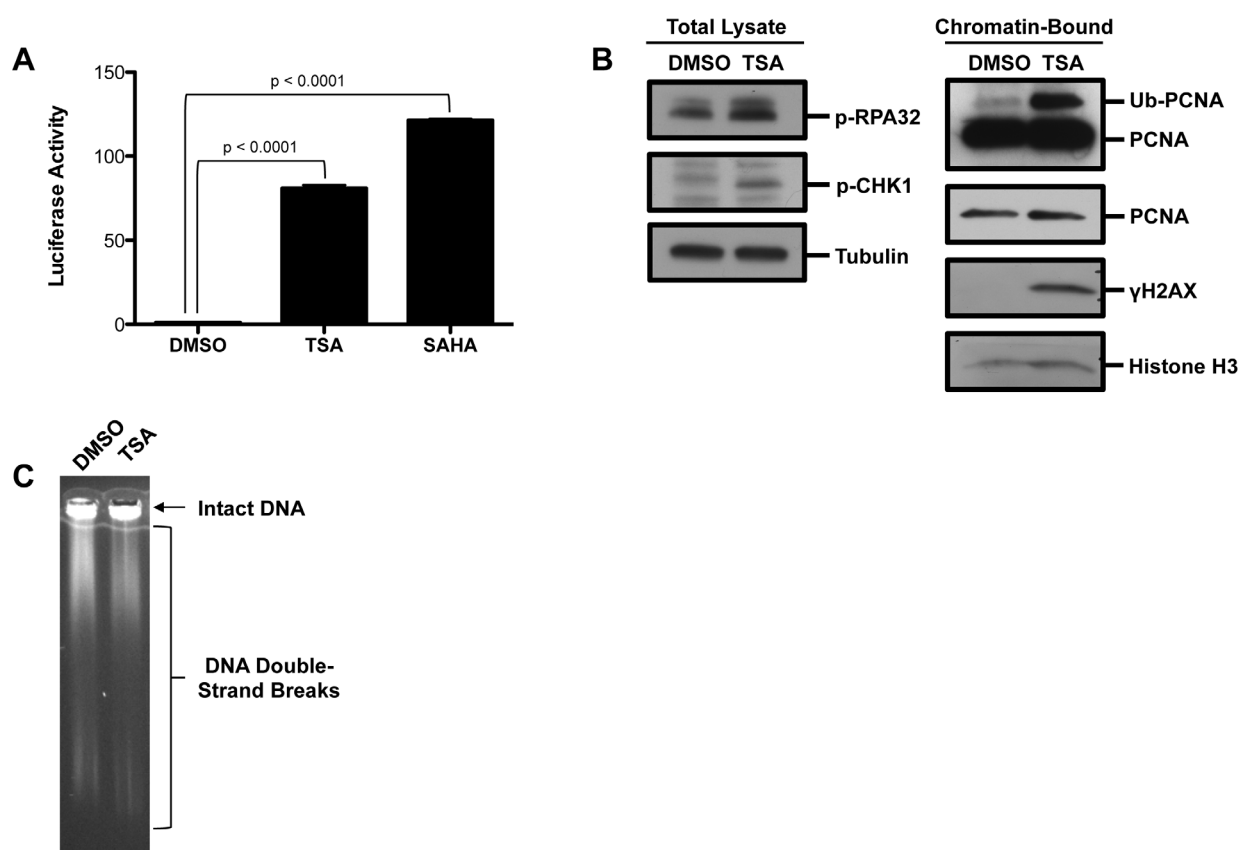 A
Luciferase Activity
150
100
50
0
p < 0.0001
p < 0.0001
DMSO TSA SAHA
B
Total Lysate
DMSO TSA
p-RPA32
p-CHK1
Tubulin
Chromatin-Bound
DMSO TSA
Ub-PCNA
PCNA
PCNA
γH2AX
Histone H3
C
DMSO
TSA
Intact DNA
DNA Double-
Strand Breaks